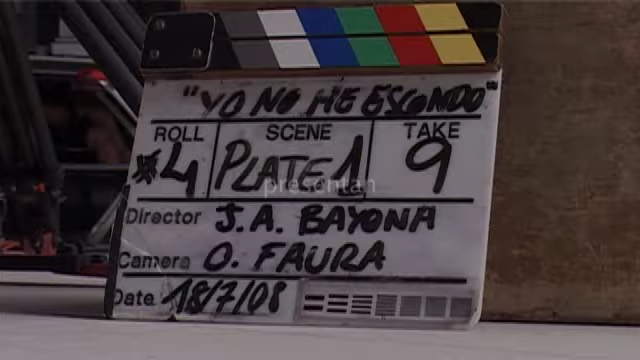 "YO NO ME ESCONDO"
ROLL SCENE TAKE
#4 PLATE 1 9
presentan
Director J.A. BAYONA
Camera O. FAURA
Date 18/7/08